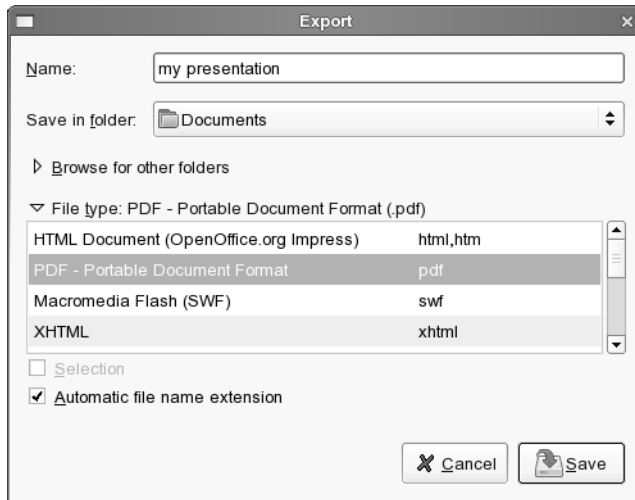 Export
Name: my presentation
Save in folder: Documents
Browse for other folders
File type: PDF - Portable Document Format (.pdf)
HTML Document (OpenOffice.org Impress) html,htm
PDF - Portable Document Format pdf
Macromedia Flash (SWF) swf
XHTML xhtml
Selection
Automatic file name extension
Cancel Save